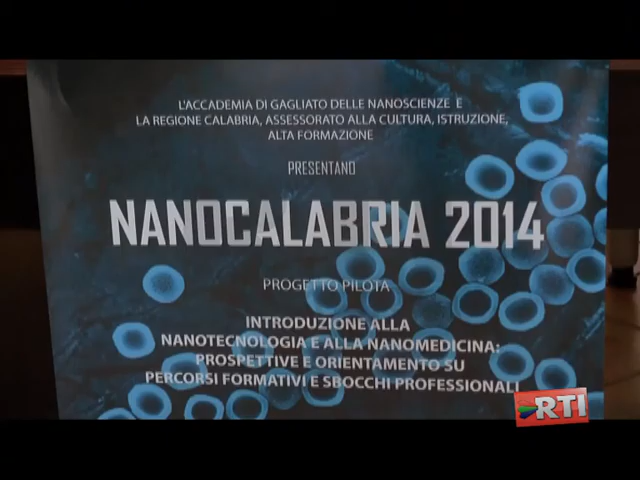 L'ACCADEMIA DI GAGLIATO DELLE NANOSCIENZE E
LA REGIONE CALABRIA, ASSESSORATO ALLA CULTURA, ISTRUZIONE,
ALTA FORMAZIONE
PRESENTANO
NANOCALABRIA 2014
PROGETTO PILOTA
INTRODUZIONE ALLA
NANOTECNOLOGIA E ALLA NANOMEDICINA:
PROSPETTIVE E ORIENTAMENTO SU
PERCORSI FORMATIVI E SBOCCHI PROFESSIONALI
RTI